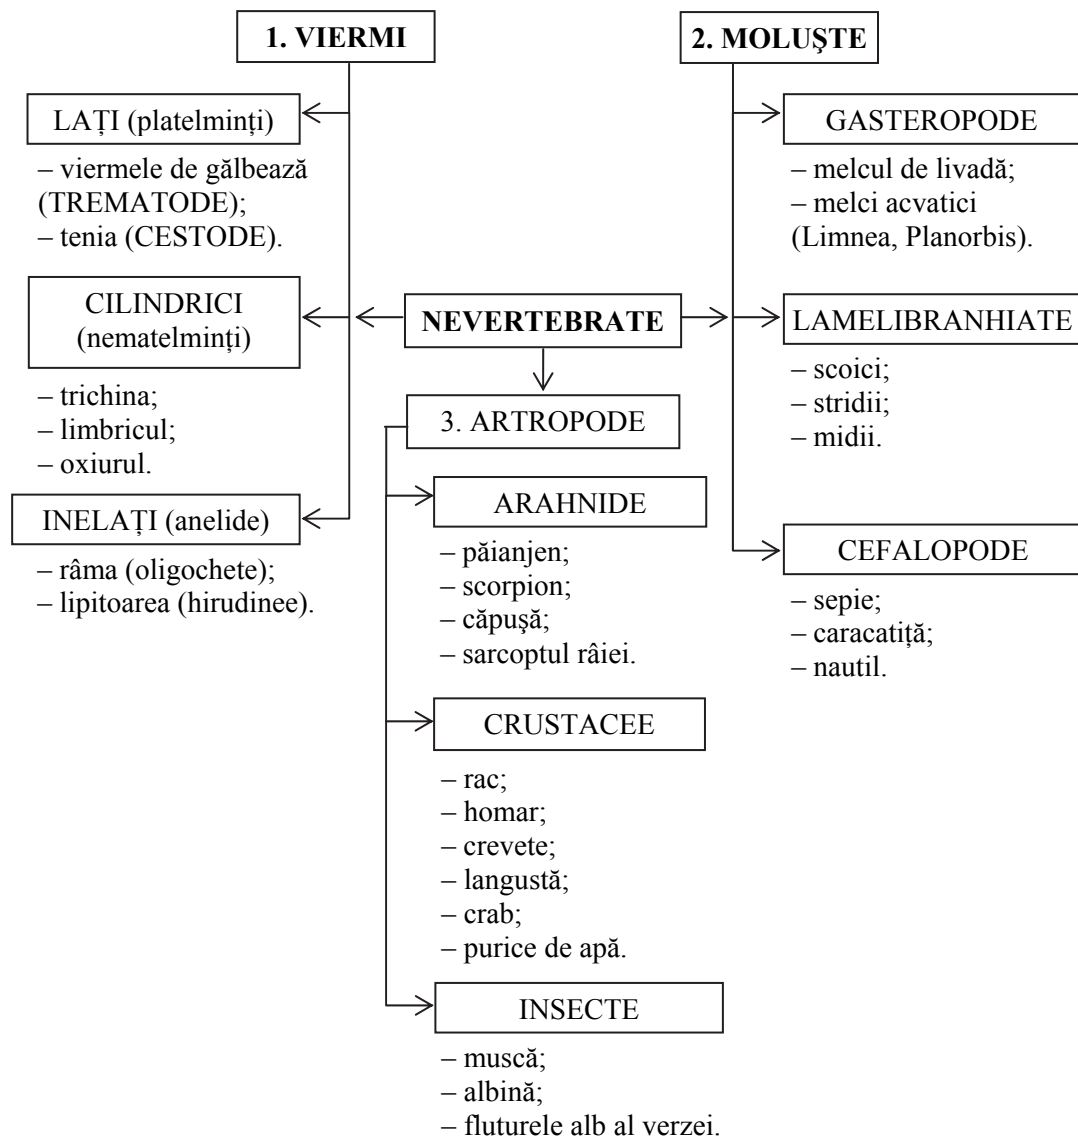 1. VIERMI
LAȚI (platelminți)
– viermele de gălbează
(TREMATODE);
– tenia (CESTODE).
CILINDRICI
(nematelminți)
– trichina;
– limbricul;
– oxiurul.
INELAȚI (anelide)
– râma (oligochete);
– lipitoarea (hirudinee).
NEVERTEBRATE
2. MOLUŞTE
GASTEROPODE
– melcul de livadă;
– melci acvatici
(Limnea, Planorbis).
LAMELIBRANHIATE
– scoici;
– stridii;
– midii.
CEFALOPODE
– sepie;
– caracatiță;
– nautil.
3. ARTROPODE
ARAHNIDE
– păianjen;
– scorpion;
– căpuşă;
– sarcoptul râiei.
CRUSTACEE
– rac;
– homar;
– crevete;
– langustă;
– crab;
– purice de apă.
INSECTE
– muscă;
– albină;
– fluturele alb al verzei.